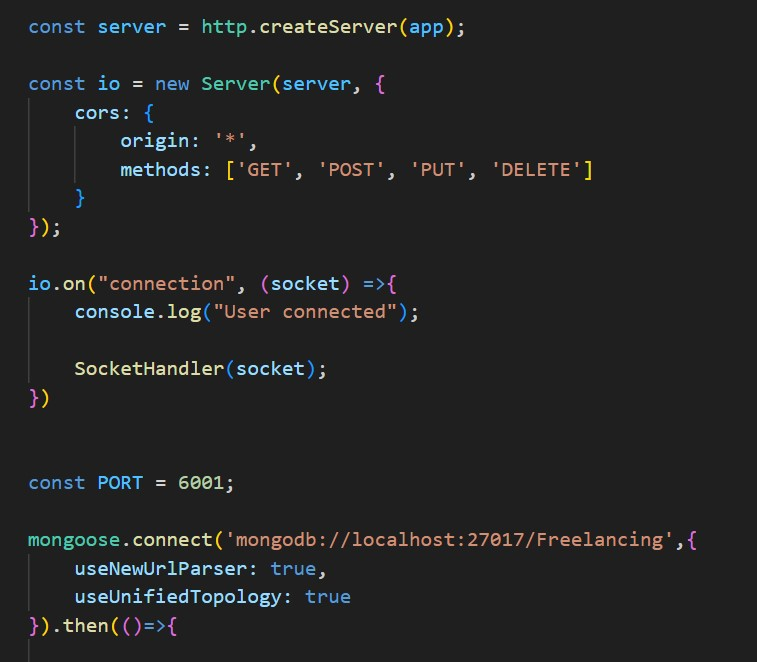 const server = http.createServer(app);
const io = new Server(server, {
cors: {
origin: '*',
methods: ['GET', 'POST', 'PUT', 'DELETE']
}
});
io.on("connection", (socket) =>{
console.log("User connected");
SocketHandler(socket);
})
const PORT = 6001;
mongoose.connect('mongodb://localhost:27017/Freelancing',{
useNewUrlParser: true,
useUnifiedTopology: true
}).then(()=>{